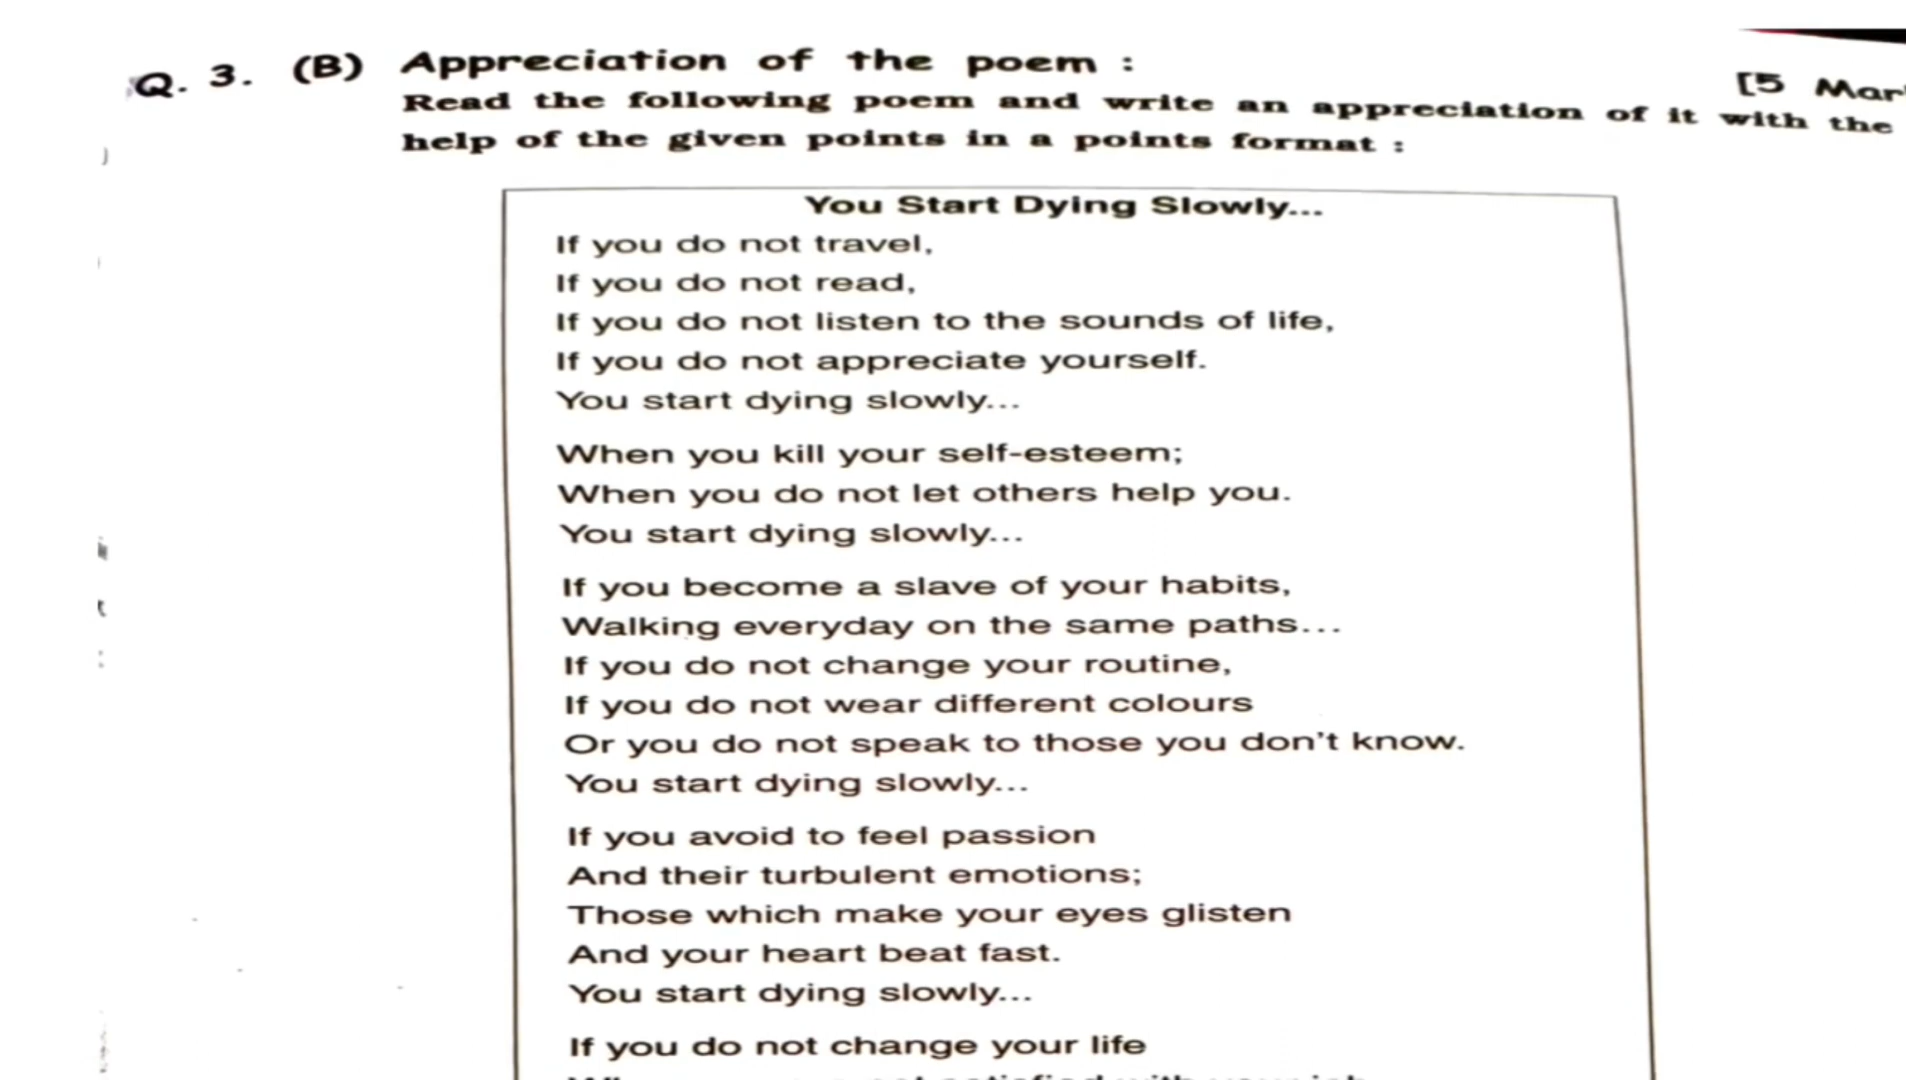 Q. 3. (B) Appreciation of the poem :
[5 Mar
Read the following poem and write an appreciation of it with the
help of the given points in a points format :
You Start Dying Slowly...
If you do not travel,
If you do not read,
If you do not listen to the sounds of life,
If you do not appreciate yourself.
You start dying slowly...
When you kill your self-esteem;
When you do not let others help you.
You start dying slowly...
If you become a slave of your habits,
Walking everyday on the same paths...
If you do not change your routine,
If you do not wear different colours
Or you do not speak to those you don't know.
You start dying slowly...
If you avoid to feel passion
And their turbulent emotions;
Those which make your eyes glisten
And your heart beat fast.
You start dying slowly...
If you do not change your life